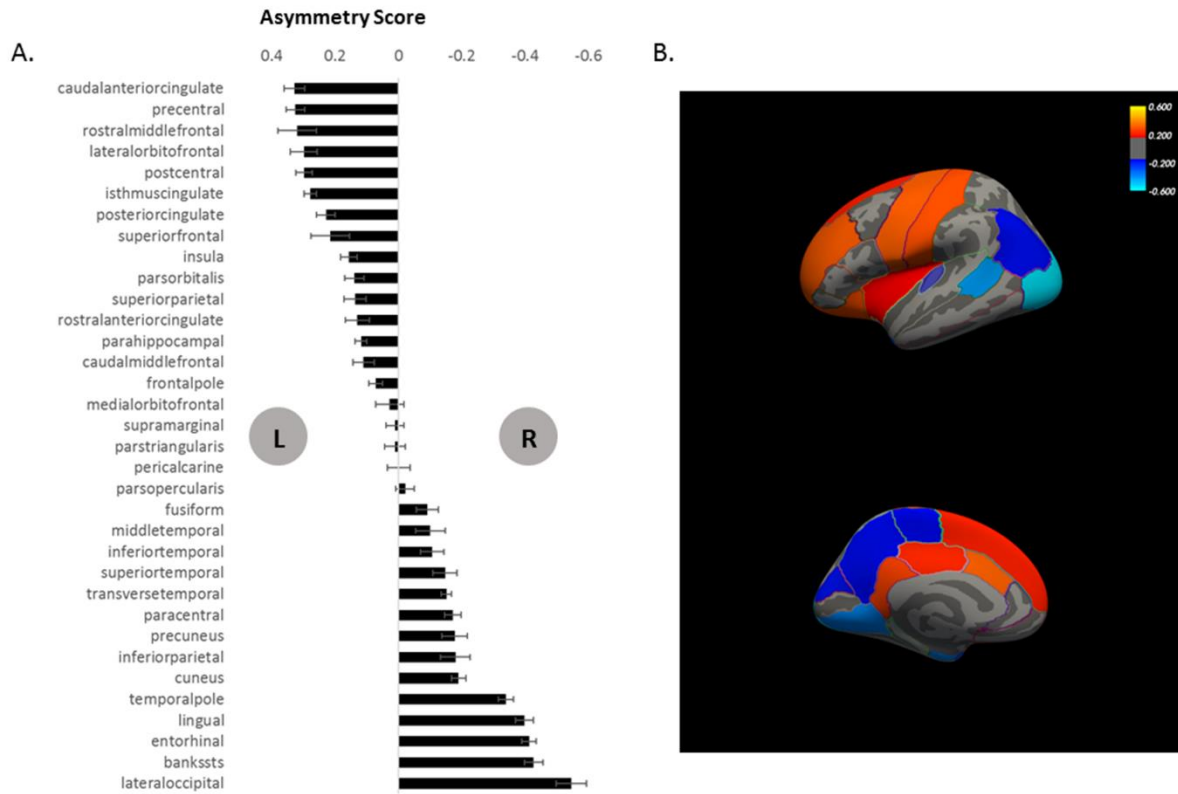 Asymmetry Score
A.
B.
0.4 0.2 0 -0.2 -0.4 -0.6
caudalanteriorcingulate
precentral
rostralmiddlefrontal
lateralorbitofrontal
postcentral
isthmuscingulate
posteriorcingulate
superiorfrontal
insula
parsorbitalis
superiorparietal
rostralanteriorcingulate
parahippocampal
caudalmiddlefrontal
frontalpole
medialorbitofrontal
supramarginal
parstriangularis
pericalcarine
parsopercularis
fusiform
middletemporal
inferiortemporal
superiortemporal
transversetemporal
paracentral
precuneus
inferiorparietal
cuneus
temporalpole
lingual
entorhinal
bankssts
lateraloccipital
L
R
0.600
0.200
-0.200
-0.600